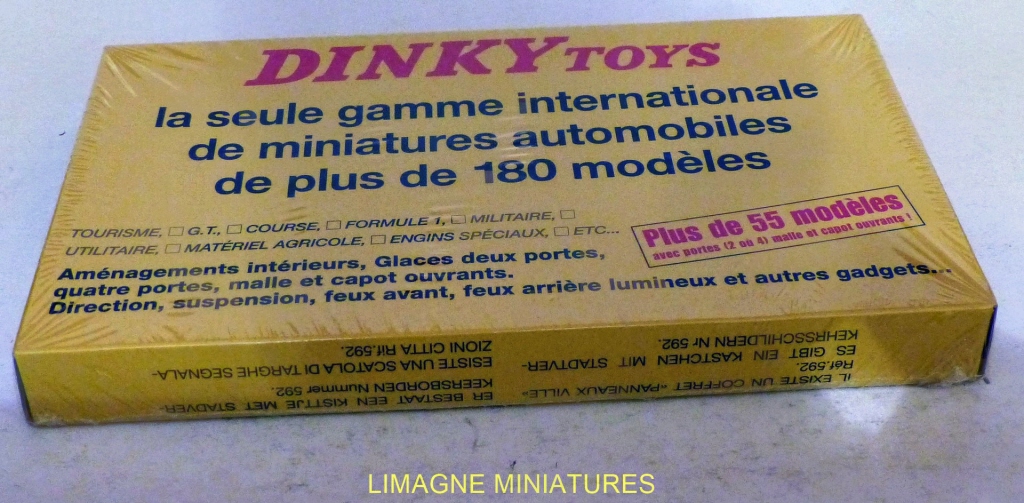 DINKY TOYS
la seule gamme internationale
de miniatures automobiles
de plus de 180 modèles
TOURISME, ☐ G.T., ☐ COURSE, ☐ FORMULE 1, ☐ MILITAIRE, ☐
UTILITAIRE, ☐ MATÉRIEL AGRICOLE, ☐ ENGINS SPÉCIAUX, ☐ ETC...
Plus de 55 modèles
avec portes (2 où 4) malle et capot ouvrants !
Aménagements intérieurs, Glaces deux portes,
quatre portes, malle et capot ouvrants.
Direction, suspension, feux avant, feux arrière lumineux et autres gadgets...
IL EXISTE UN COFFRET «PANNEAUX VILLE»
Réf.592.
ES GIBT EIN KASTCHEN MIT STADTVER-
KEHRSSCHILDERN Nr 592.
ER BESTAAT EEN KISTTJE MET STADVER-
KEERSBORDEN Nummer 592.
ESISTE UNA SCATOLA DI TARGHE SEGNALA-
ZIONI CITTA Rif.592.
LIMAGNE MINIATURES